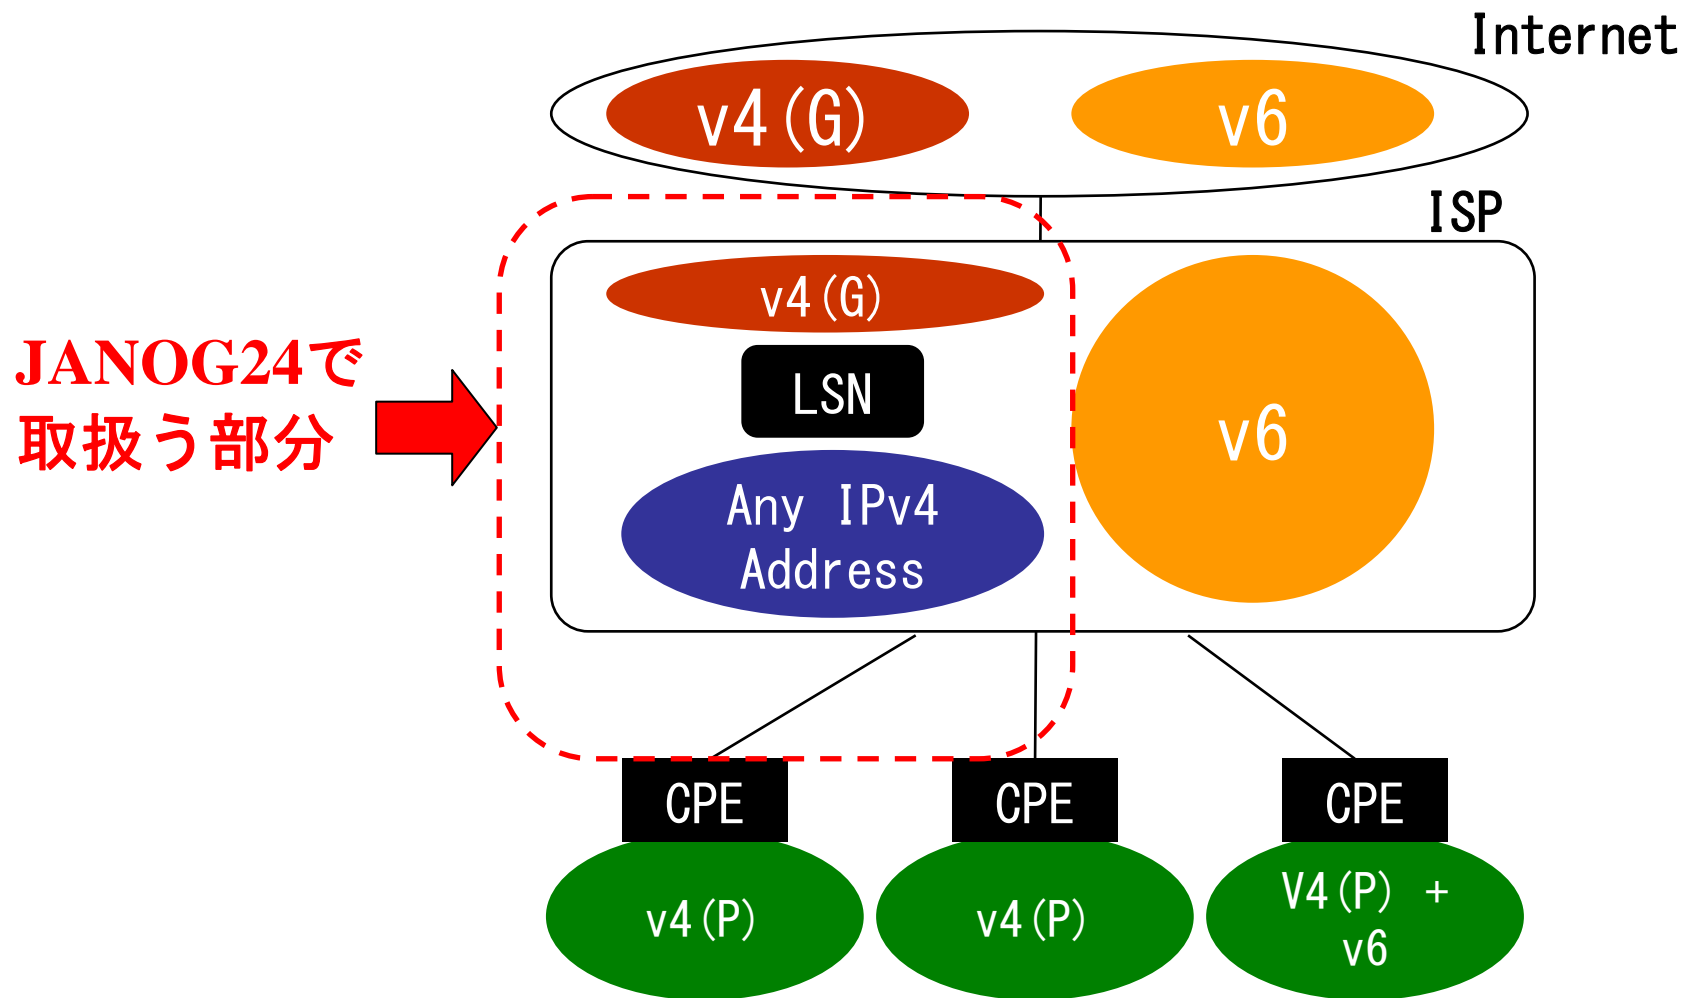 Internet
v4(G)
v6
ISP
v4(G)
JANOG24で
取扱う部分
LSN
v6
Any IPv4
Address
CPE
CPE
CPE
v4(P)
v4(P)
V4(P) +
v6